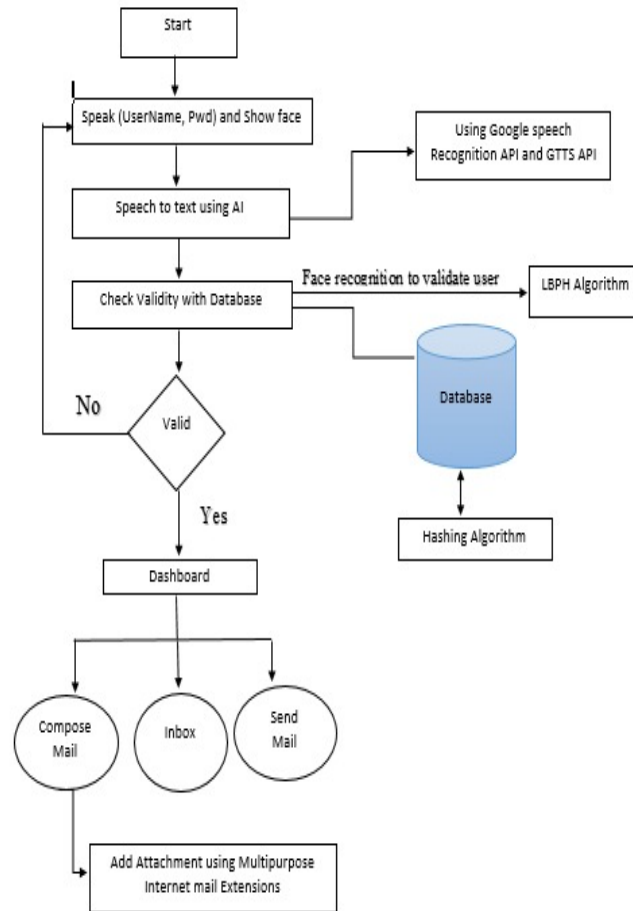 Start
Speak (UserName, Pwd) and Show face
Using Google speech
Recognition API and GTTS API
Speech to text using AI
Face recognition to validate user
Check Validity with Database
LBPH Algorithm
Database
No
Valid
Yes
Hashing Algorithm
Dashboard
Compose
Mail
Inbox
Send
Mail
Add Attachment using Multipurpose
Internet mail Extensions